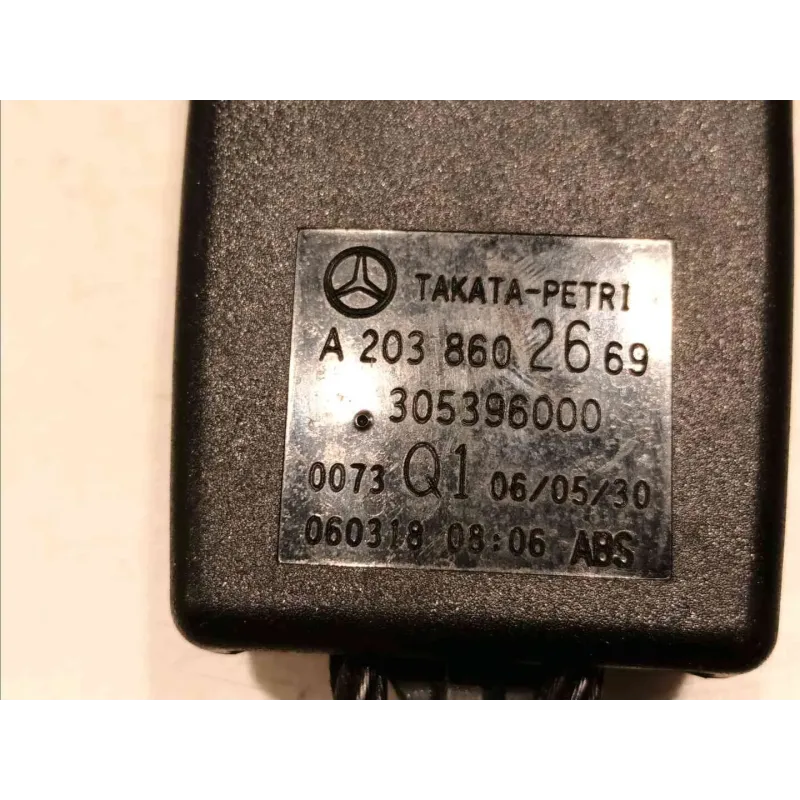 TAKATA-PETRI
A 203 860 26 69
.305396000
0073 Q1 06/05/30
060318 08:06 ABS